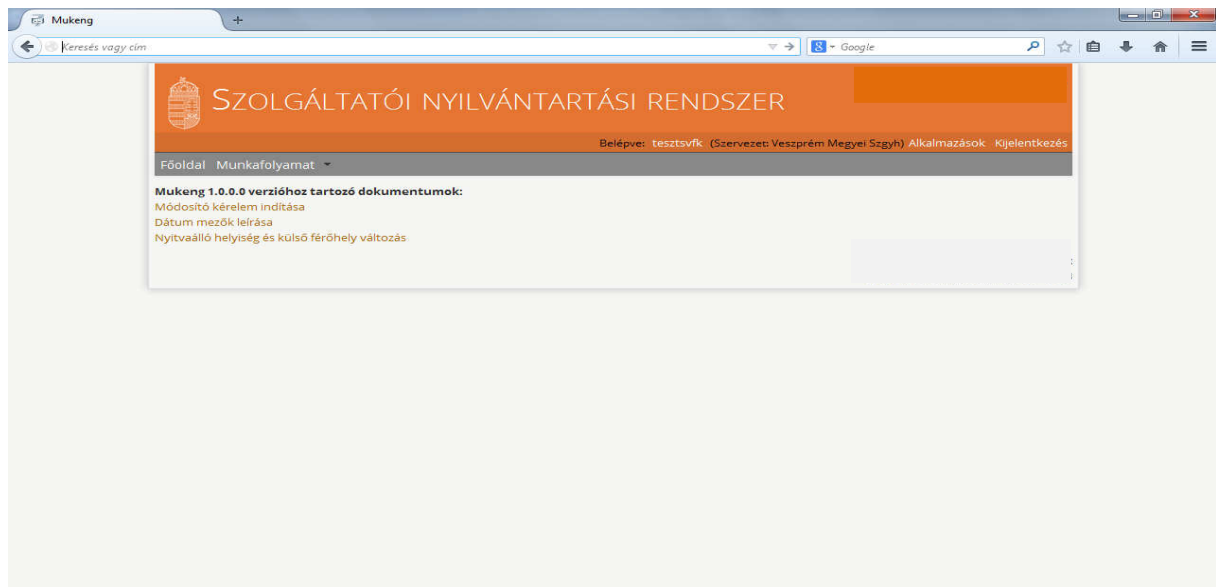 Mukeng
+
Keresés vagy cím
8 Google
SZOLGÁLTATÓI NYILVÁNTARTÁSI RENDSZER
Belépve: tesztsvfk (Szervezet: Veszprém Megyei Szgyh) Alkalmazások Kijelentkezés
Főoldal Munkafolyamat
Mukeng 1.0.0.0 verzióhoz tartozó dokumentumok:
Módosító kérelem indítása
Dátum mezők leírása
Nyitvaálló helyiség és külső férőhely változás